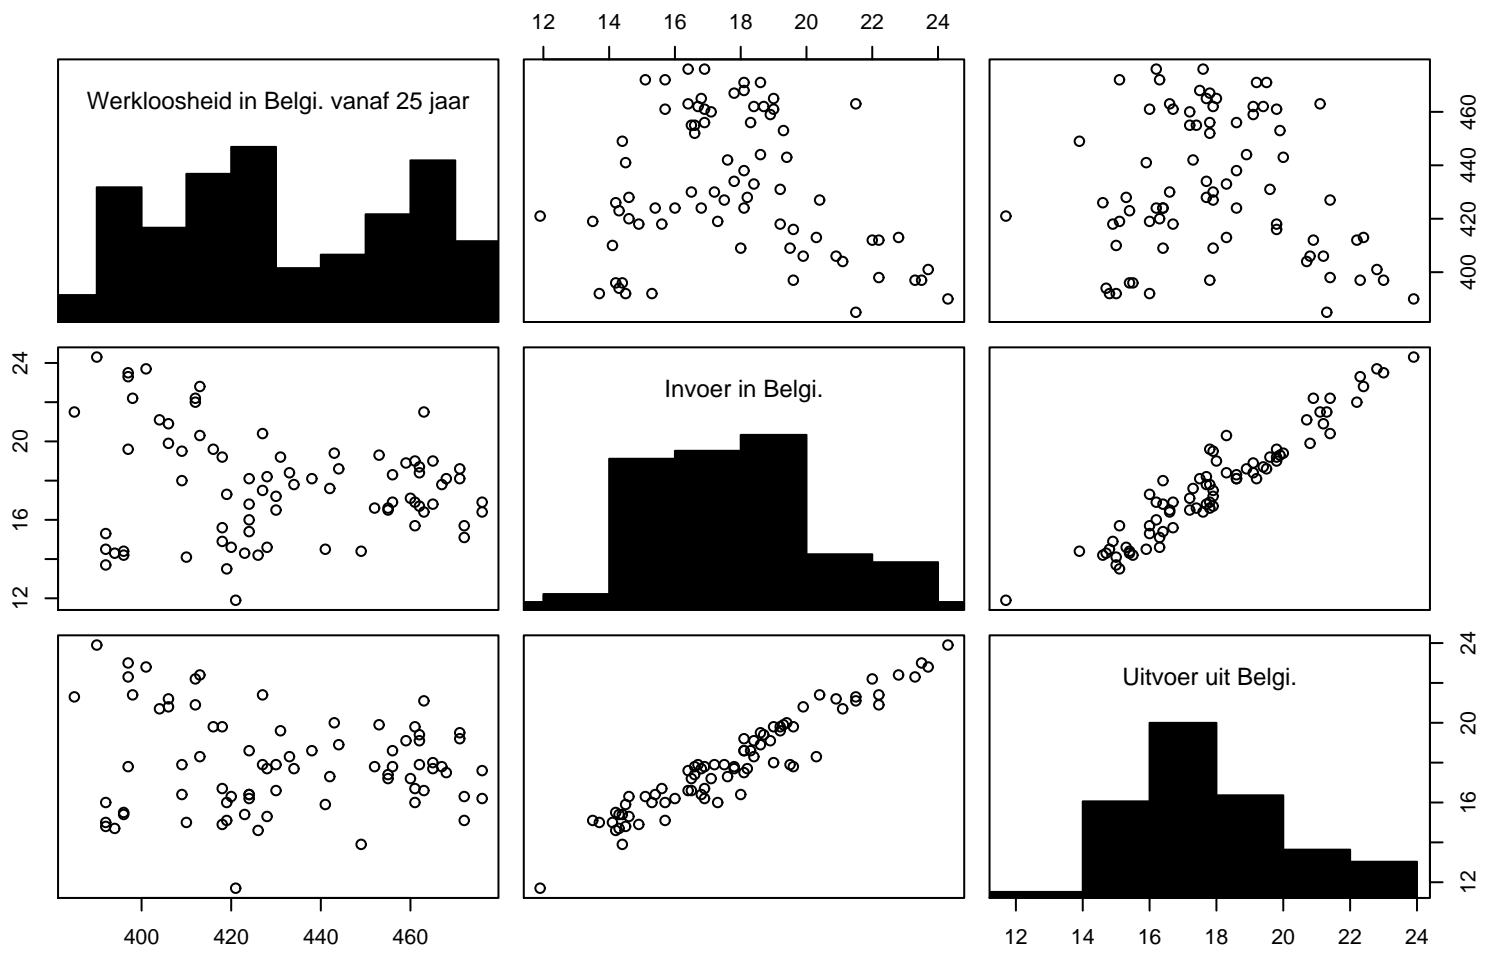 12 14 16 18 20 22 24
Werkloosheid in Belgi. vanaf 25 jaar
400 420 440 460
12 16 20 24
Invoer in Belgi.
Uitvoer uit Belgi.
12 16 20 24
400 420 440 460
12 14 16 18 20 22 24